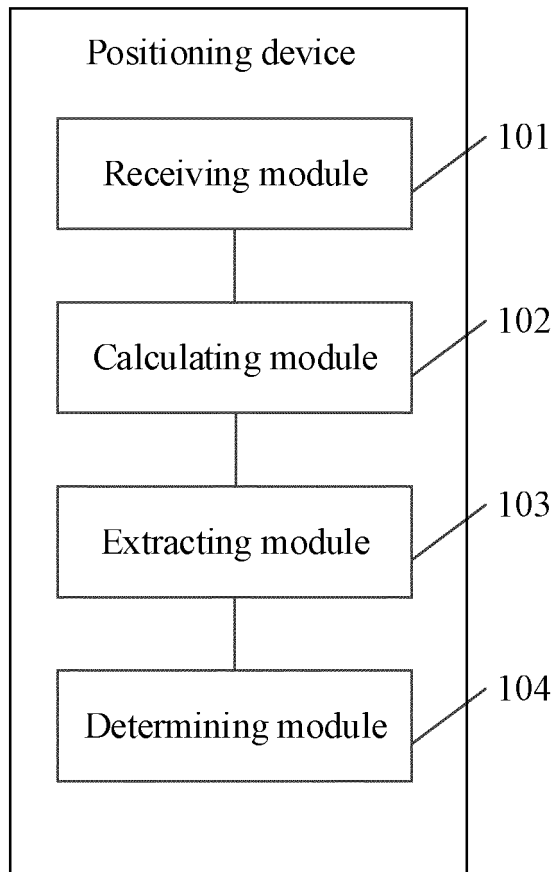 Positioning device
Receiving module
101
Calculating module
102
Extracting module
103
Determining module
104